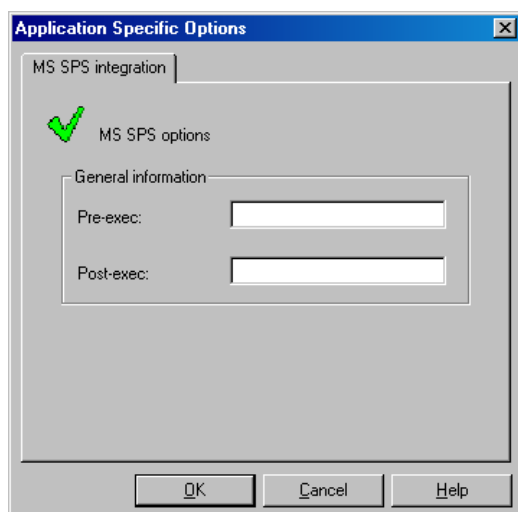 Application Specific Options
MS SPS integration
MS SPS options
General information
Pre-exec:
Post-exec:
OK Cancel Help